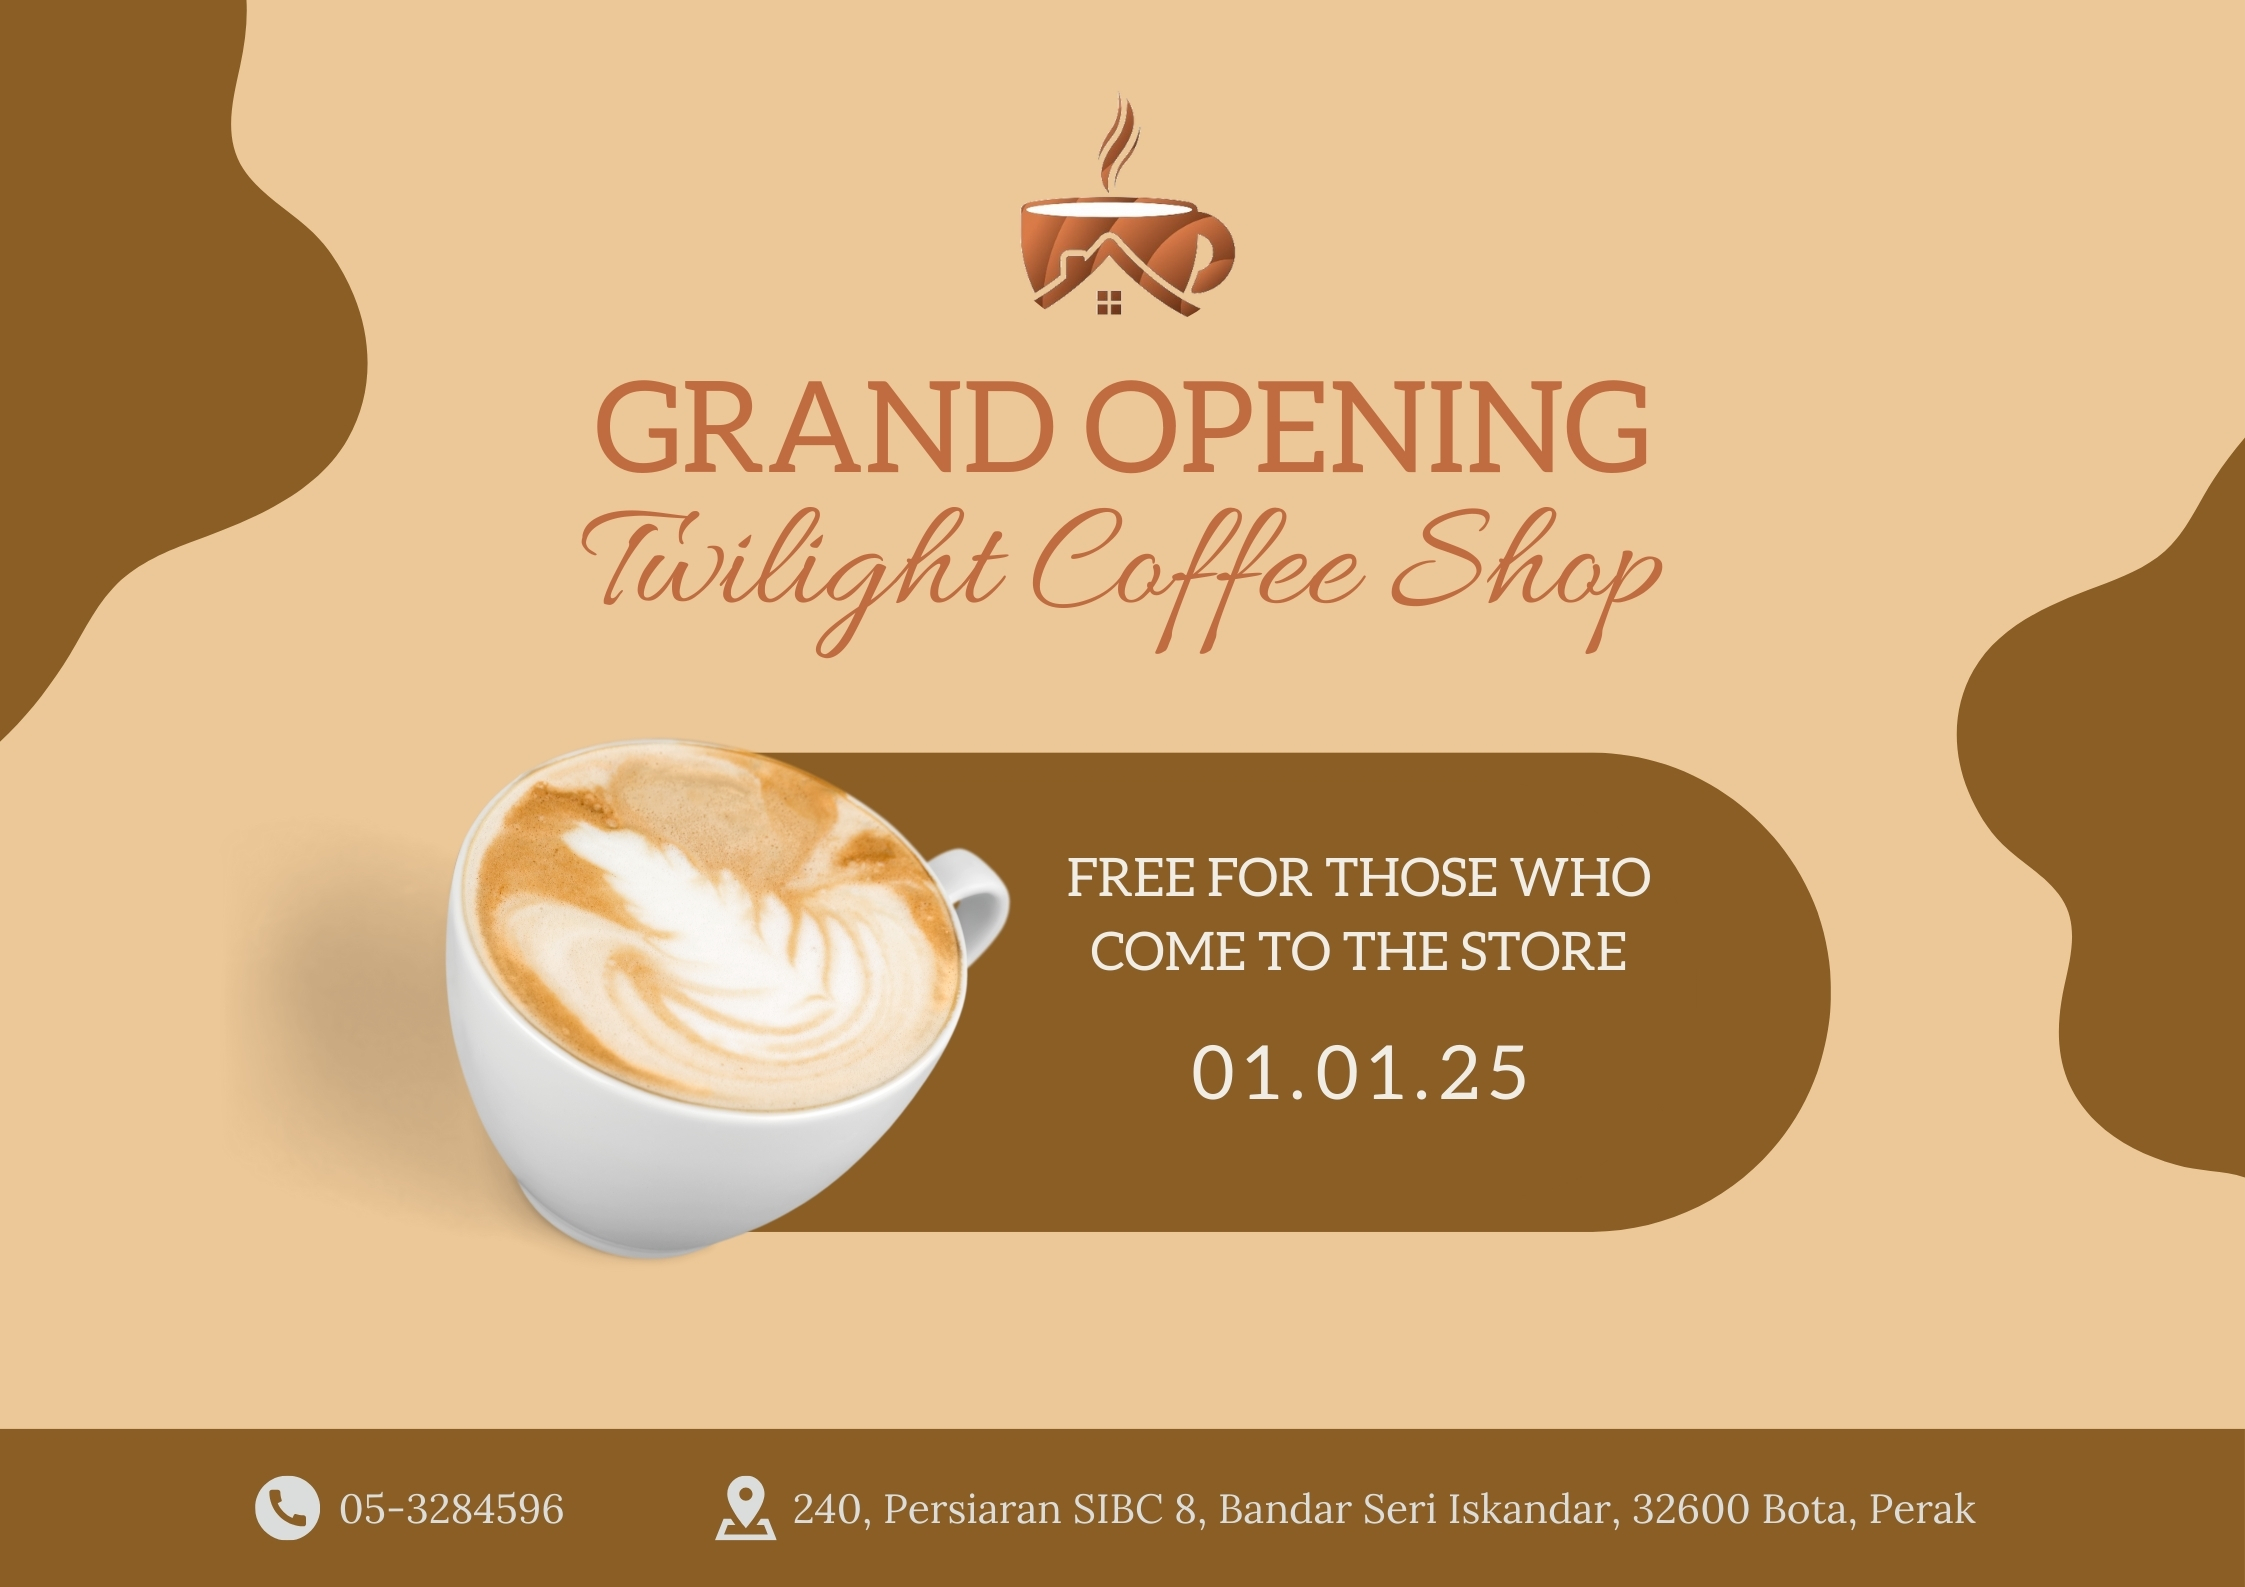 GRAND OPENING
Twilight Coffee Shop
FREE FOR THOSE WHO
COME TO THE STORE
01.01.25
05-3284596
240, Persiaran SIBC 8, Bandar Seri Iskandar, 32600 Bota, Perak